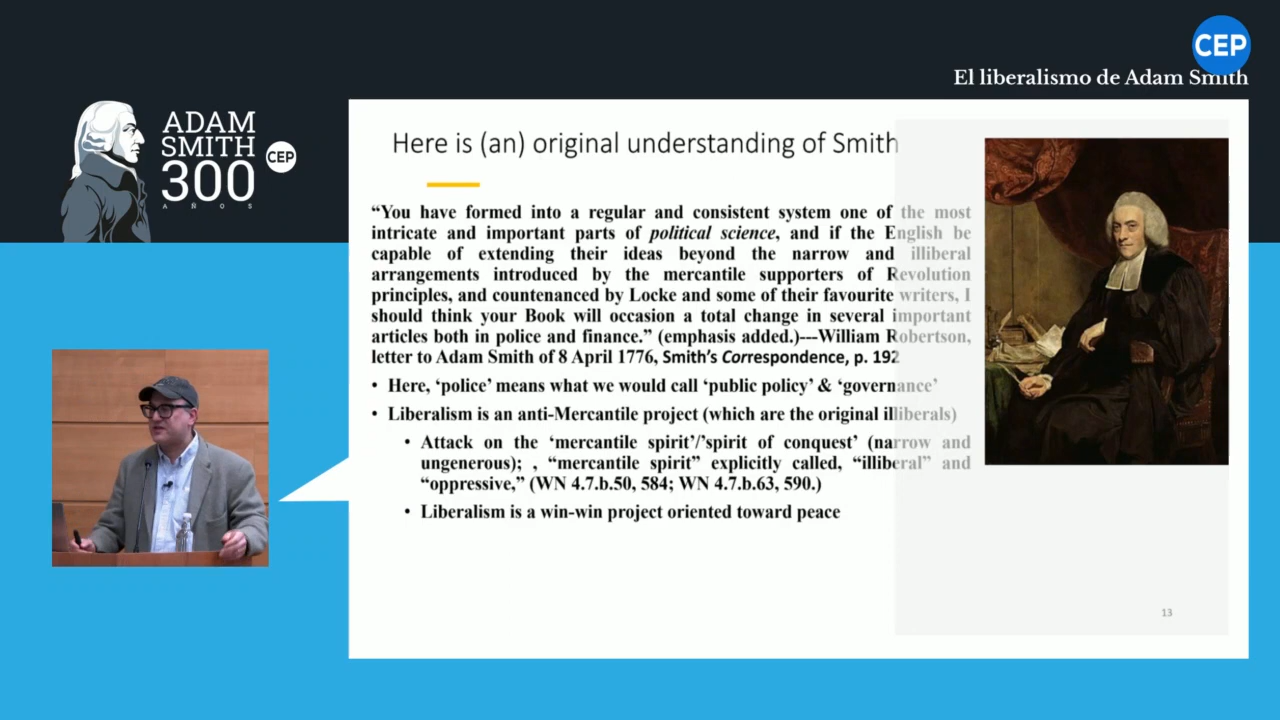 CEP
El liberalismo de Adam Smith
ADAM
SMITH
300
AÑOS
CEP
Here is (an) original understanding of Smith
“You have formed into a regular and consistent system one of the most
intricate and important parts of political science, and if the English be
capable of extending their ideas beyond the narrow and illiberal
arrangements introduced by the mercantile supporters of Revolution
principles, and countenanced by Locke and some of their favourite writers, I
should think your Book will occasion a total change in several important
articles both in police and finance.” (emphasis added.)---William Robertson,
letter to Adam Smith of 8 April 1776, Smith’s Correspondence, p. 192
• Here, ‘police’ means what we would call ‘public policy’ & ‘governance’
• Liberalism is an anti-Mercantile project (which are the original illiberals)
• Attack on the ‘mercantile spirit’/’spirit of conquest’ (narrow and
ungenerous); , “mercantile spirit” explicitly called, “illiberal” and
“oppressive,” (WN 4.7.b.50, 584; WN 4.7.b.63, 590.)
• Liberalism is a win-win project oriented toward peace
13